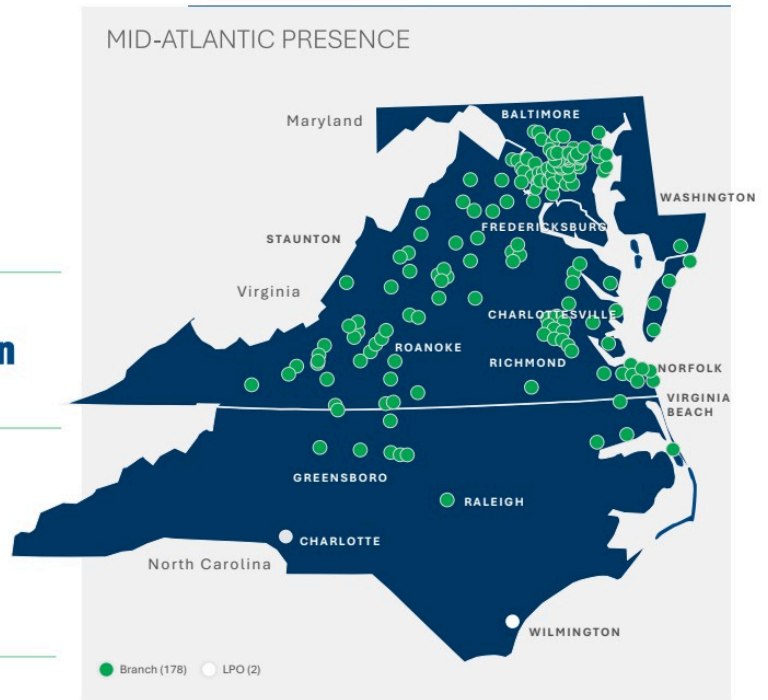 MID-ATLANTIC PRESENCE
BALTIMORE
Maryland
WASHINGTON
FREDERICKSBURG
STAUNTON
Virginia
CHARLOTTESVILLE
n
ROANOKE
RICHMOND
NORFOLK
VIRGINIA
BEACH
GREENSBORO
RALEIGH
CHARLOTTE
North Carolina
WILMINGTON
Branch (178) LPO (2)